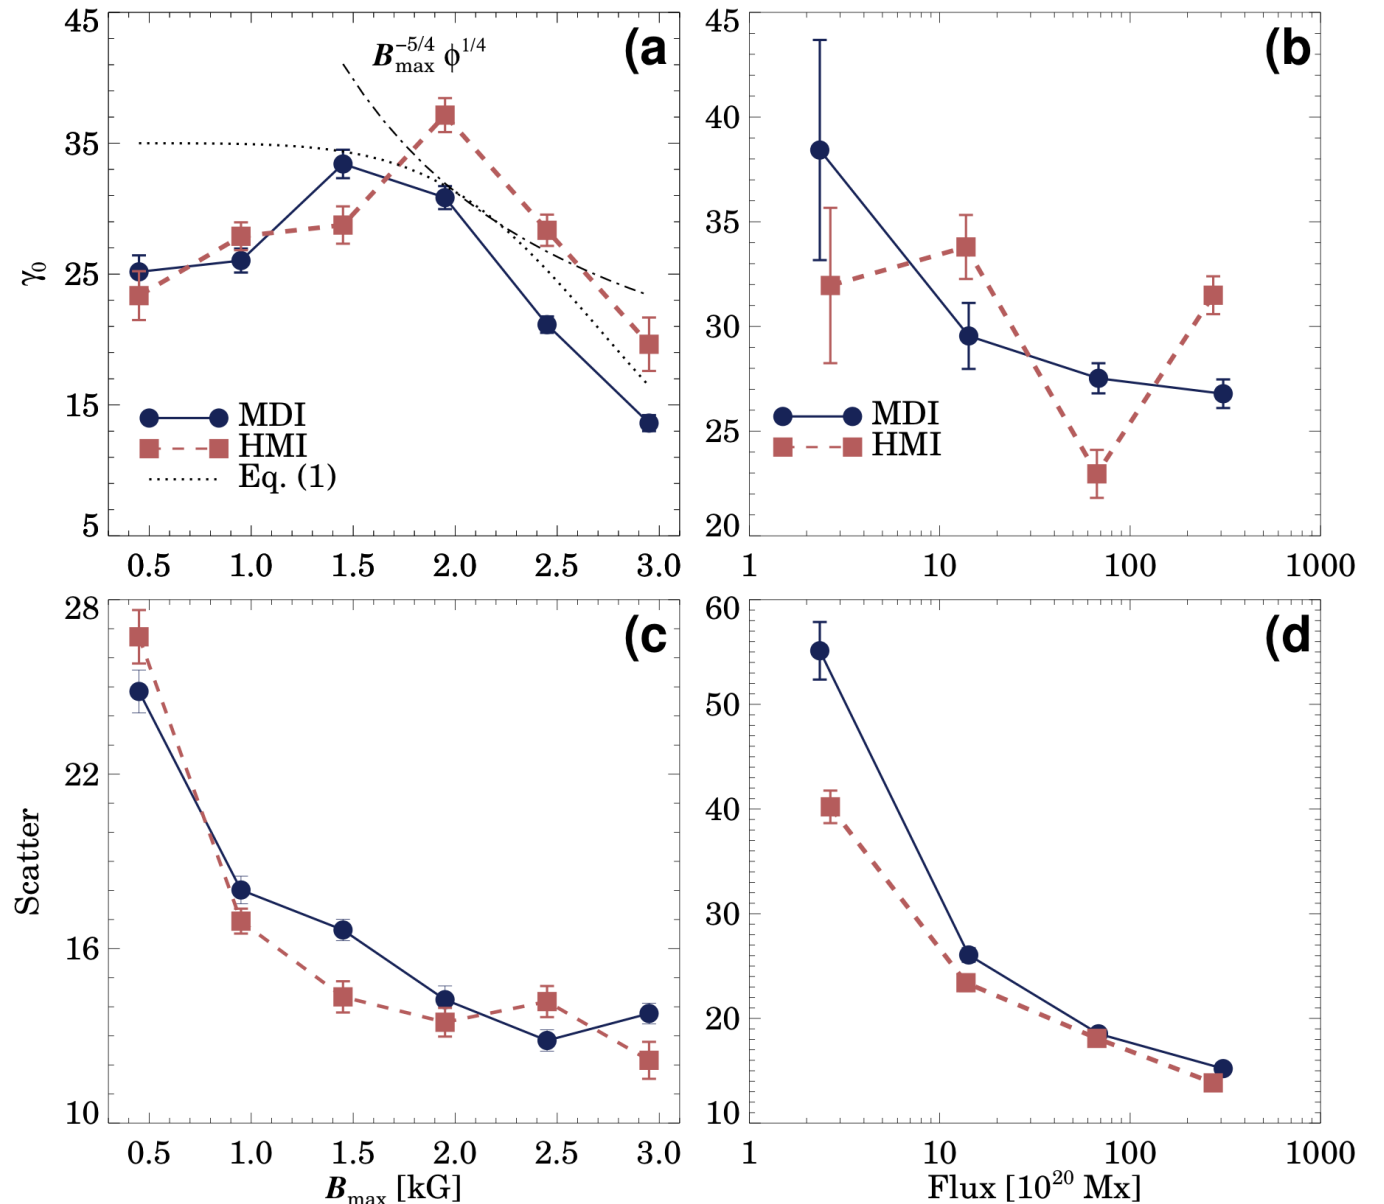 45
35
25
15
5
γ₀
B_max^{-5/4} ϕ^{1/4}
(a
MDI
HMI
Eq. (1)
0.5 1.0 1.5 2.0 2.5 3.0
45
40
35
30
25
20
(b
MDI
HMI
1 10 100 1000
28
22
16
10
Scatter
(c
0.5 1.0 1.5 2.0 2.5 3.0
B_max [kG]
60
50
40
30
20
10
(d
1 10 100 1000
Flux [10²⁰ Mx]